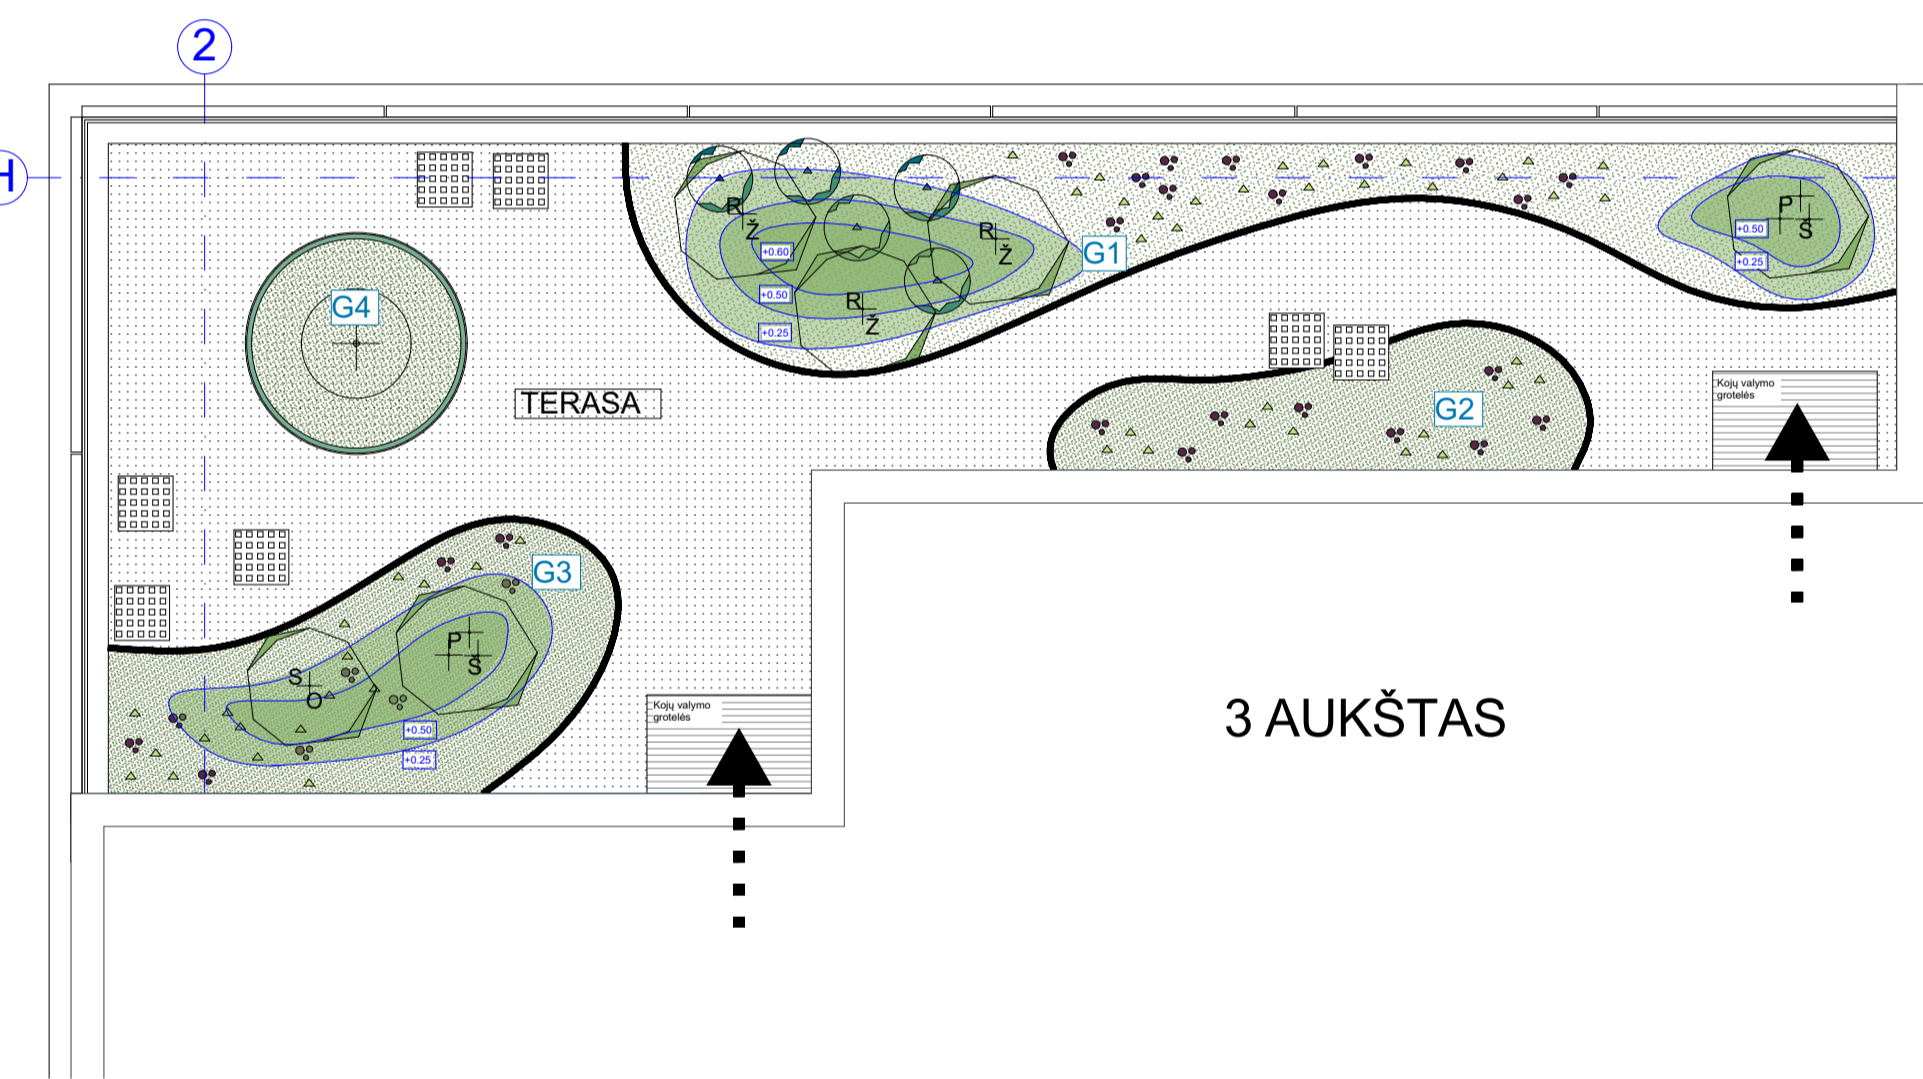 2
H
R
Ž
R
Ž
R
Ž
+0.60
+0.50
+0.25
G1
P
Š
+0.50
+0.25
G4
TERASA
G2
Kojų valymo
grotelės
G3
P
Š
S
O
+0.50
+0.25
Kojų valymo
grotelės
3 AUKŠTAS